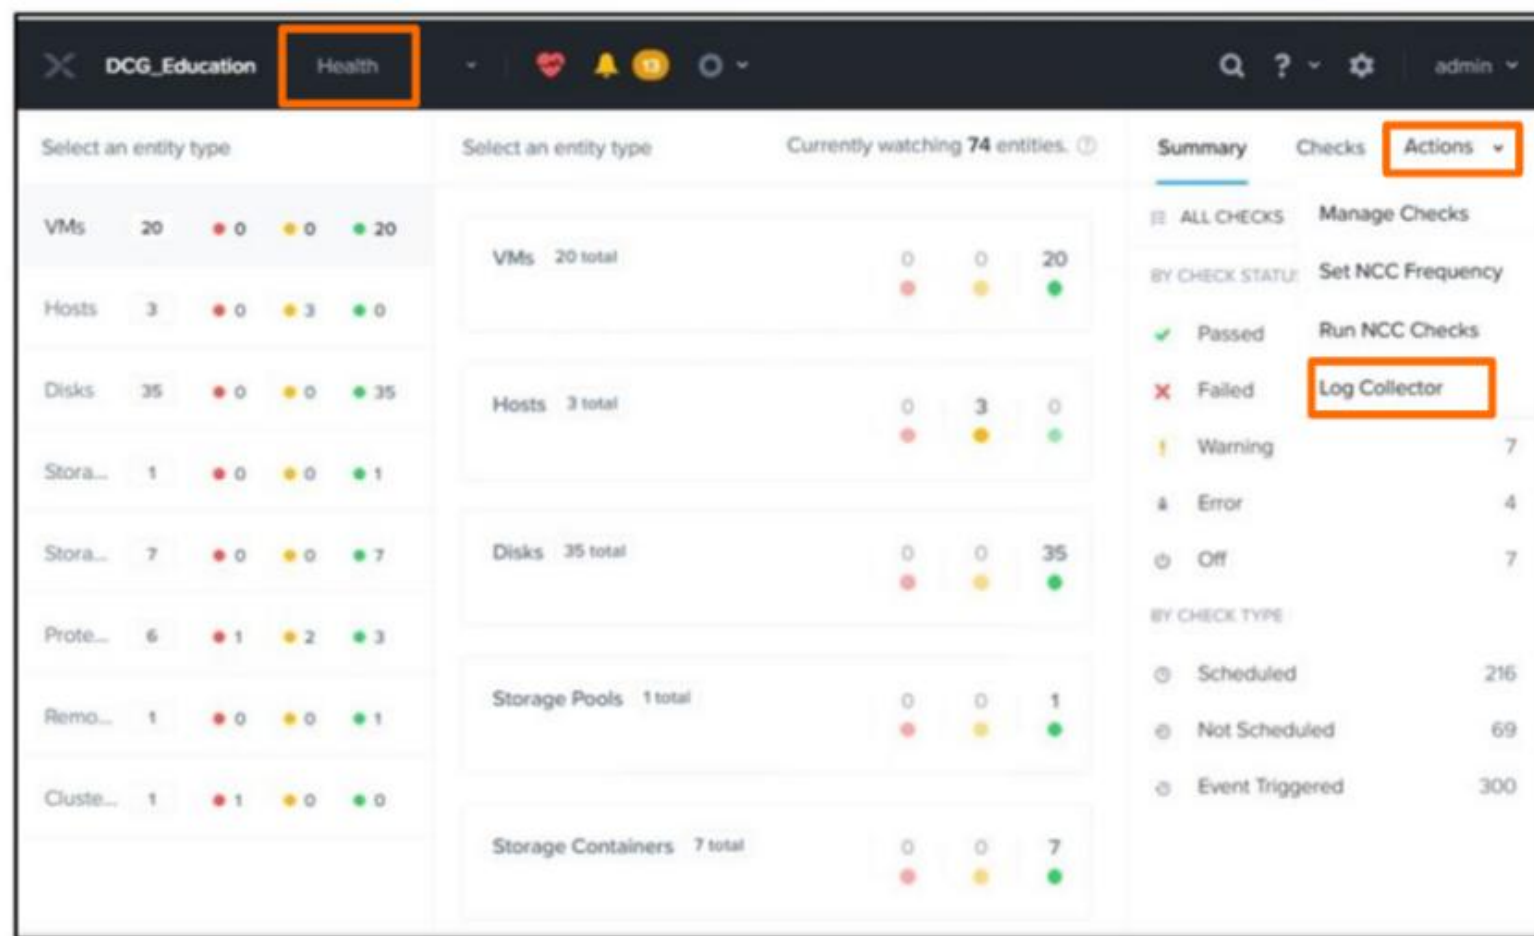 DCG_Education Health 13 ? admin
Select an entity type
VMs 20 0 0 20
Hosts 3 0 3 0
Disks 35 0 0 35
Stora... 1 0 0 1
Stora... 7 0 0 7
Prote... 6 1 2 3
Remo... 1 0 0 1
Cluste... 1 1 0 0
Select an entity type Currently watching 74 entities. ?
VMs 20 total 0 0 20
Hosts 3 total 0 3 0
Disks 35 total 0 0 35
Storage Pools 1 total 0 0 1
Storage Containers 7 total 0 0 7
Summary Checks Actions
ALL CHECKS
BY CHECK STATU
Passed
Failed
Warning 7
Error 4
Off 7
BY CHECK TYPE
Scheduled 216
Not Scheduled 69
Event Triggered 300
Manage Checks
Set NCC Frequency
Run NCC Checks
Log Collector